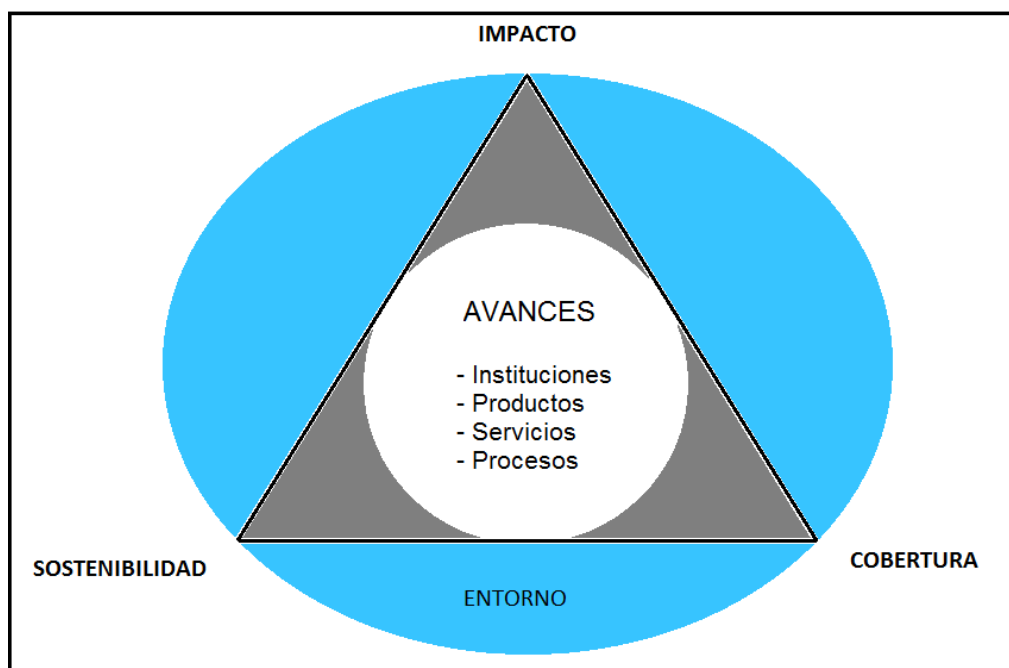 IMPACTO
AVANCES
- Instituciones
- Productos
- Servicios
- Procesos
SOSTENIBILIDAD
COBERTURA
ENTORNO